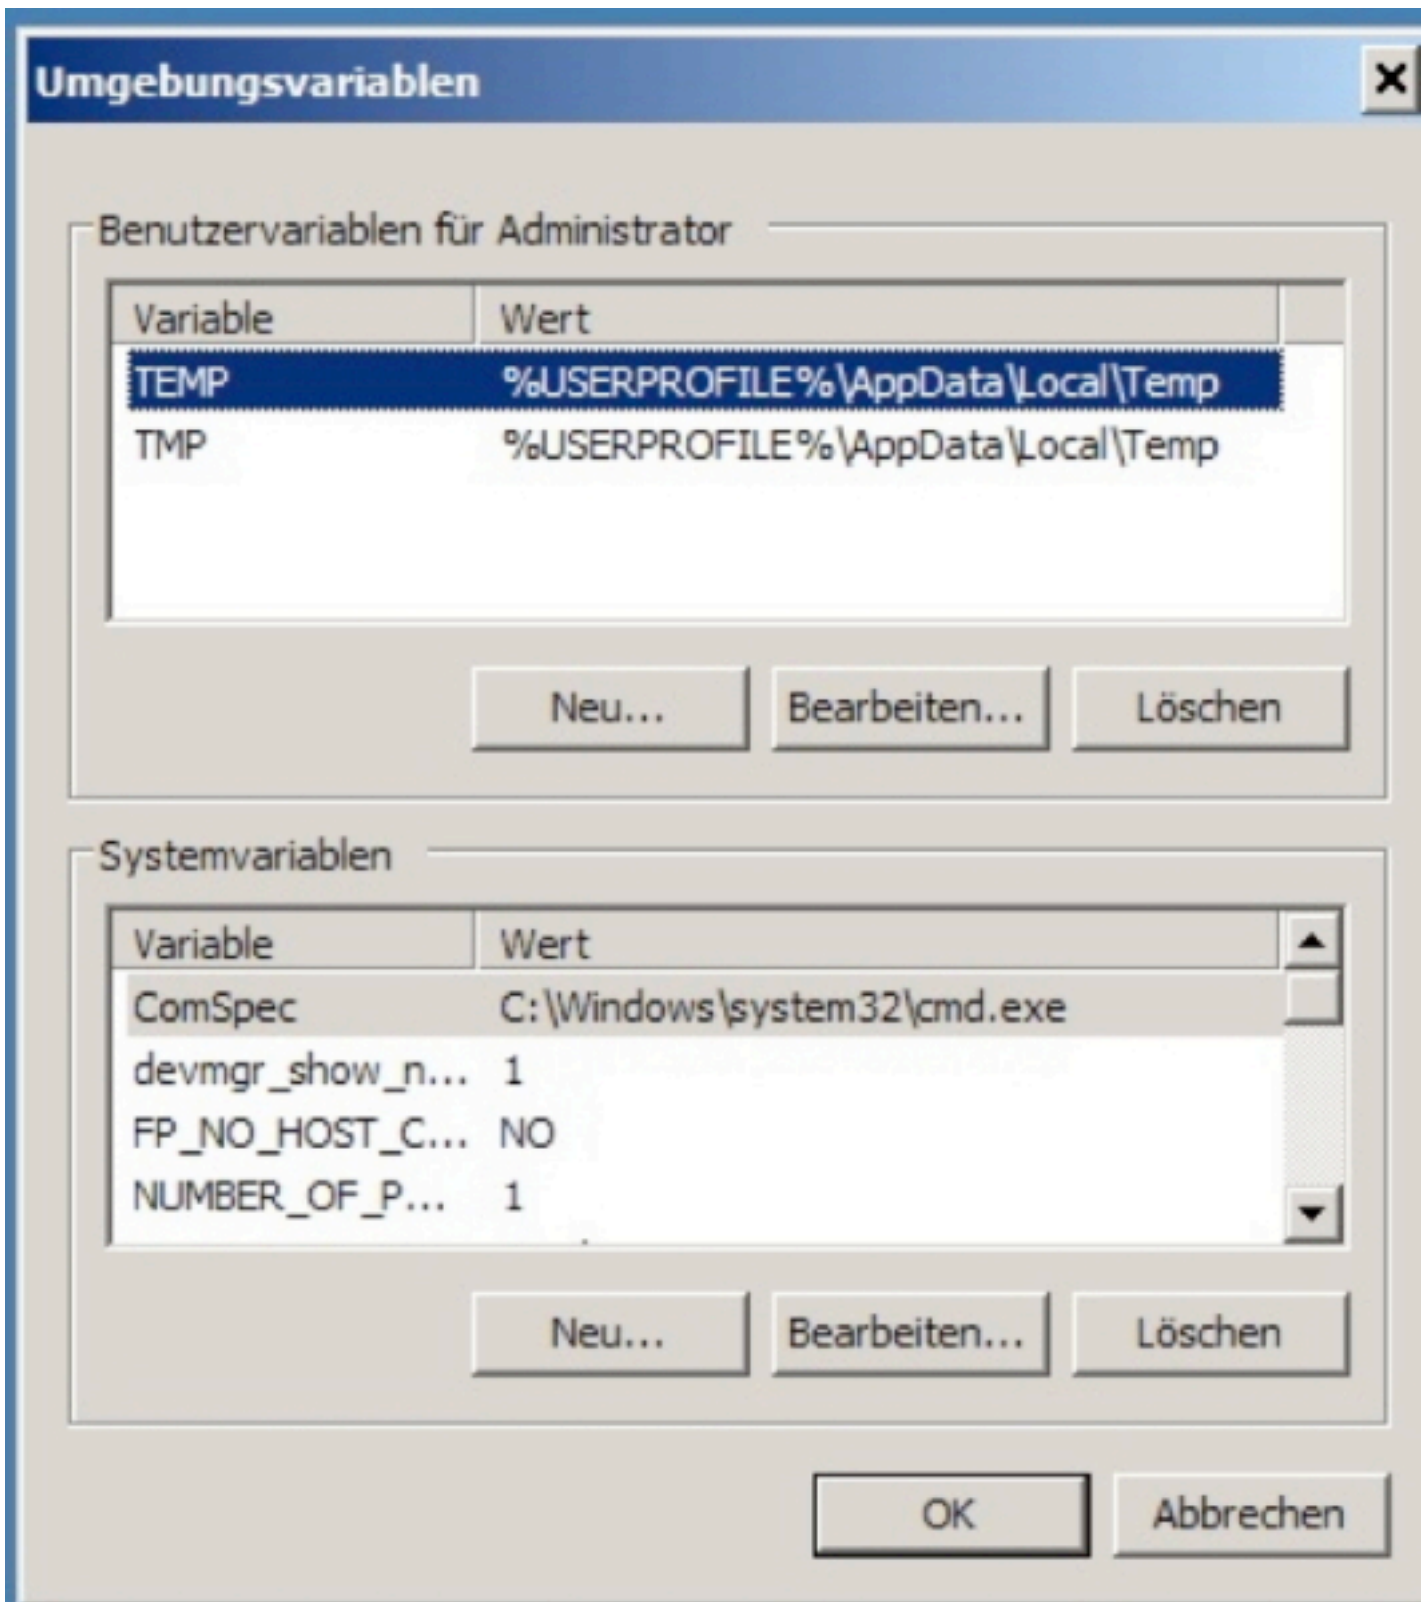 Umgebungsvariablen
Benutzervariablen für Administrator
Variable Wert
TEMP %USERPROFILE%\AppData\Local\Temp
TMP %USERPROFILE%\AppData\Local\Temp
Neu... Bearbeiten... Löschen
Systemvariablen
Variable Wert
ComSpec C:\Windows\system32\cmd.exe
devmgr_show_n... 1
FP_NO_HOST_C... NO
NUMBER_OF_P... 1
Neu... Bearbeiten... Löschen
OK Abbrechen